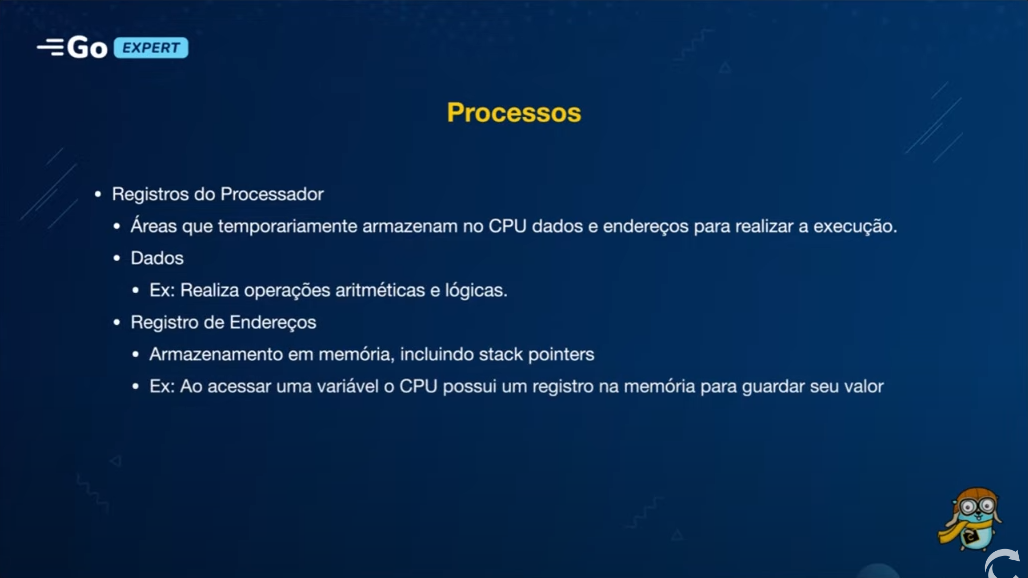 Go EXPERT
Processos
• Registros do Processador
• Áreas que temporariamente armazenam no CPU dados e endereços para realizar a execução.
• Dados
• Ex: Realiza operações aritméticas e lógicas.
• Registro de Endereços
• Armazenamento em memória, incluindo stack pointers
• Ex: Ao acessar uma variável o CPU possui um registro na memória para guardar seu valor